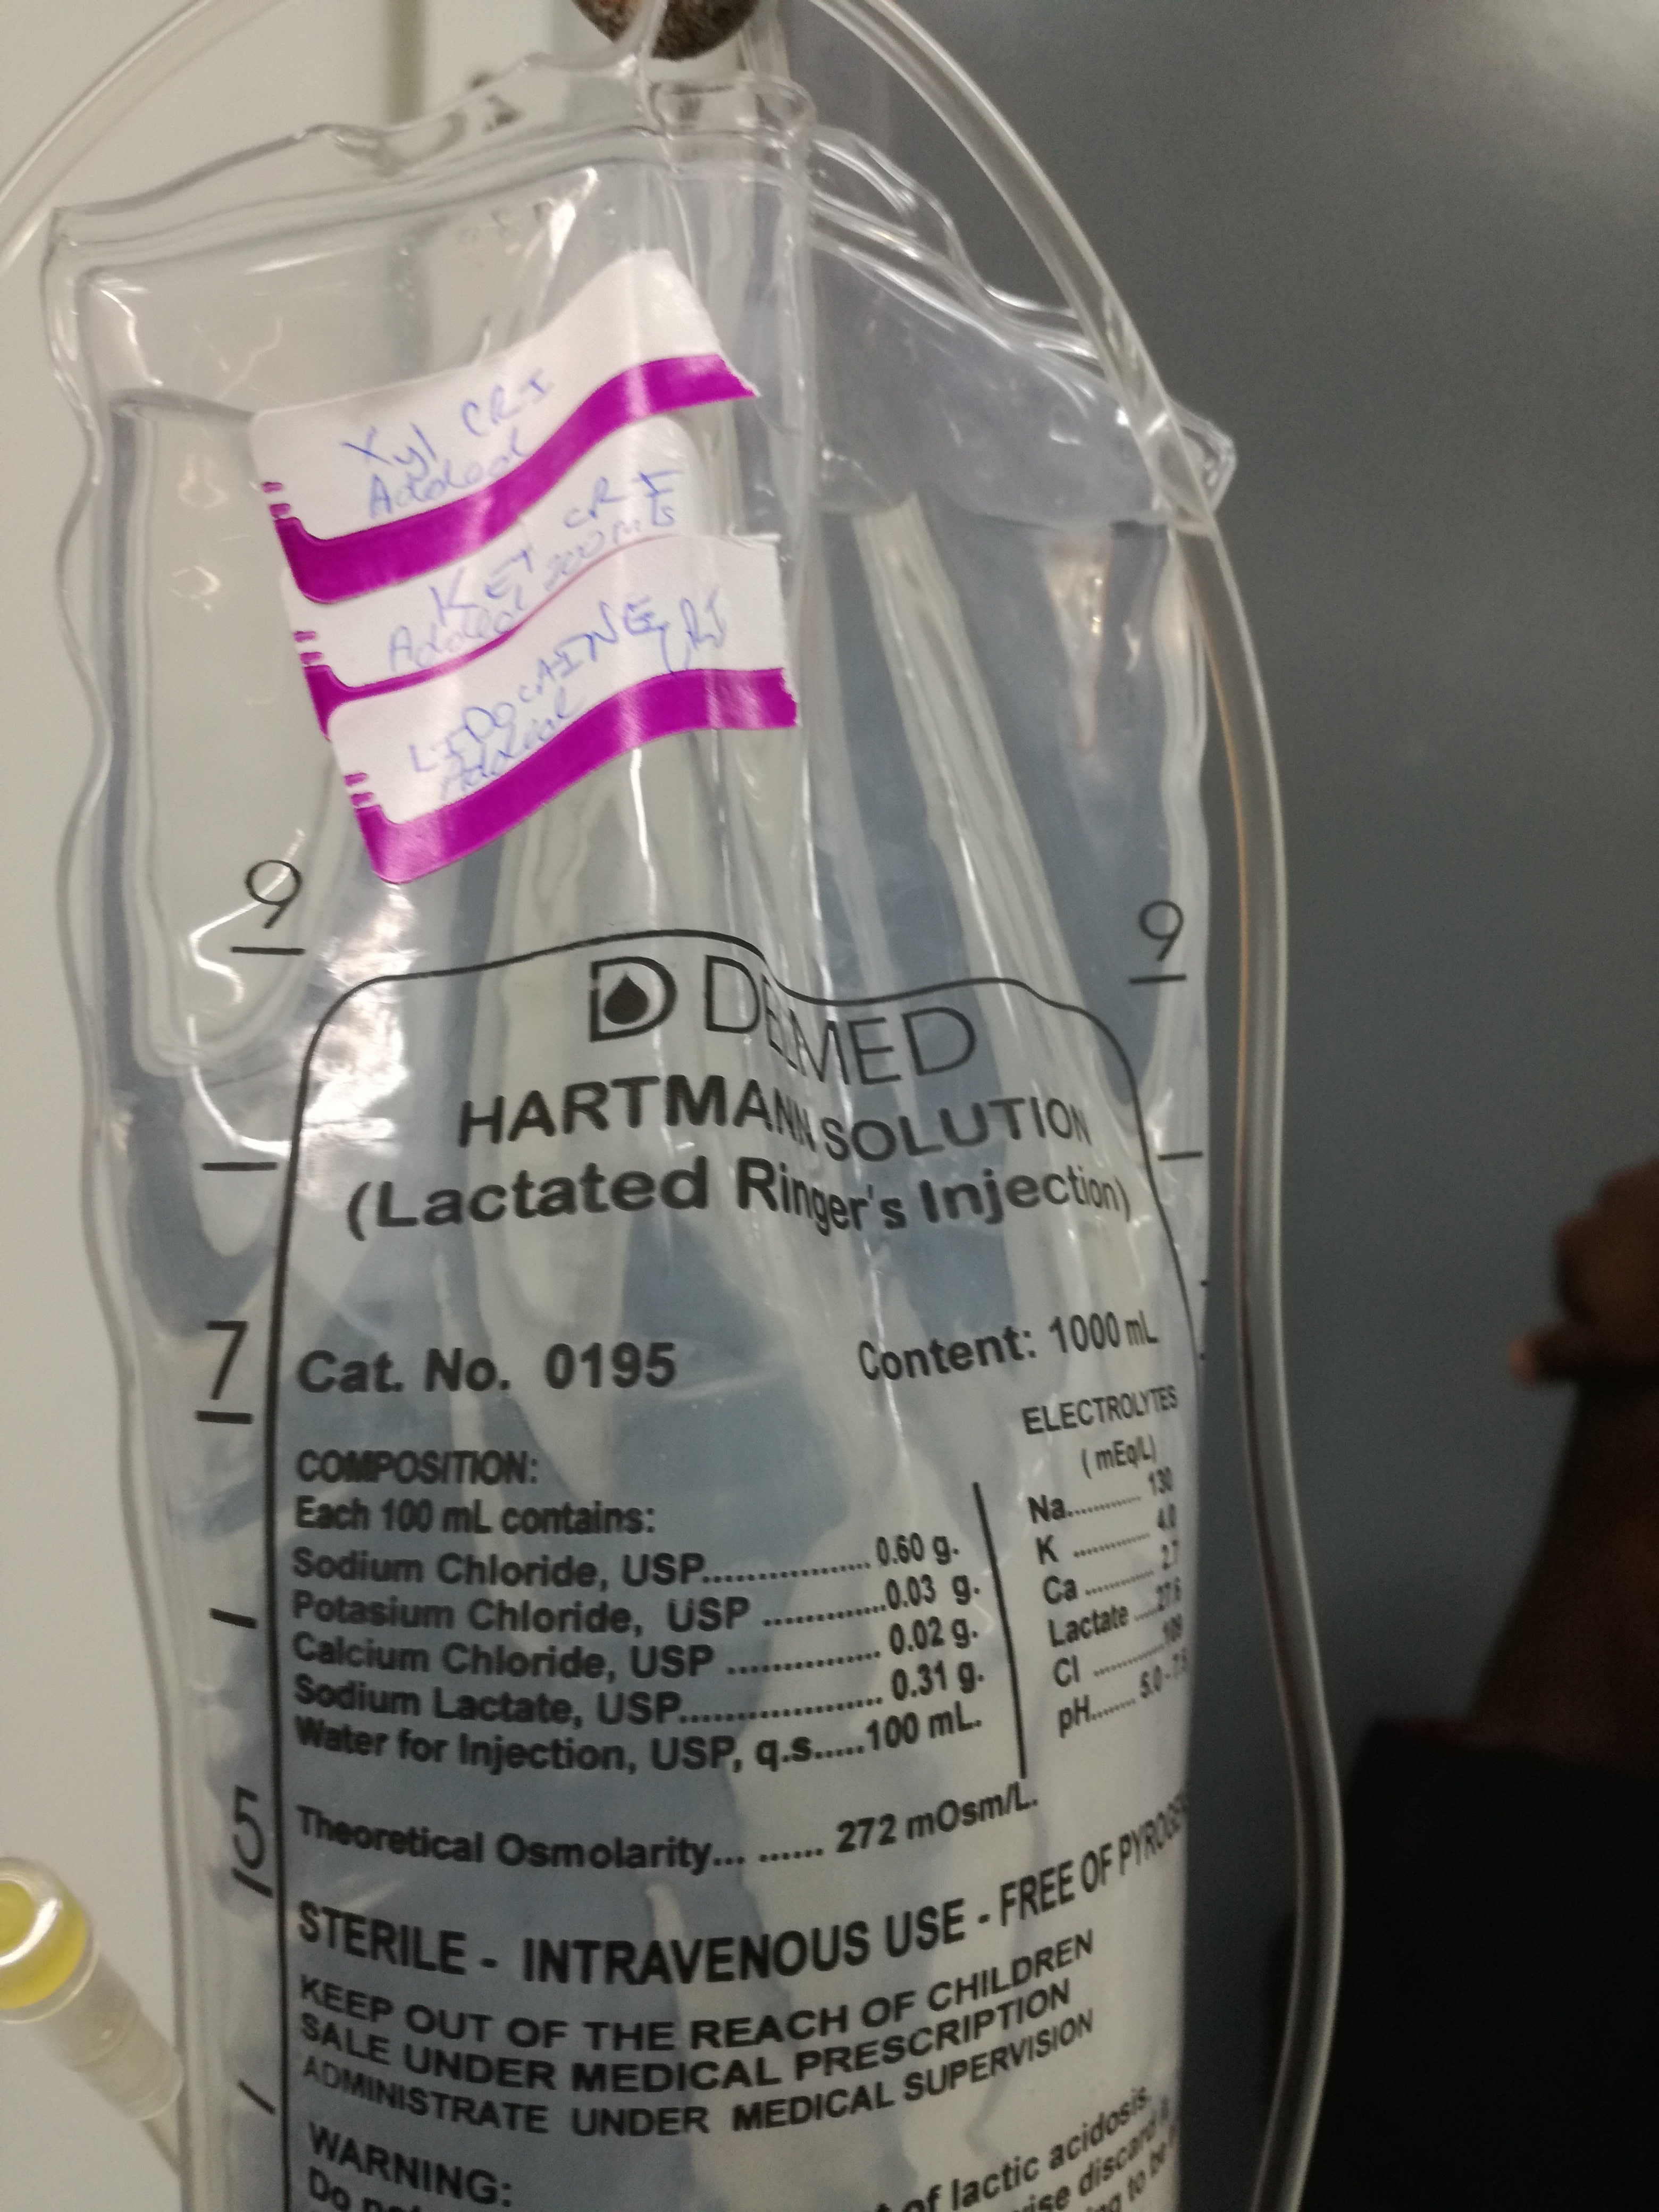 Xyl CRI
Added
KET CRI
Added 200mls
LIDOCAINE CRI
Added
9
9
DELMED
HARTMANN SOLUTION
(Lactated Ringer's Injection)
7
Cat. No. 0195
Content: 1000 mL
COMPOSITION:
Each 100 mL contains:
Sodium Chloride, USP.................. 0.60 g.
Potasium Chloride, USP .............0.03 g.
Calcium Chloride, USP ................ 0.02 g.
Sodium Lactate, USP..................... 0.31 g.
Water for Injection, USP, q.s.....100 mL.
ELECTROLYTES
(mEq/L)
Na............. 130
K .............. 4.0
Ca ............. 2.7
Lactate .....27.6
Cl .............109
pH........ 5.0 -
5
Theoretical Osmolarity... ...... 272 mOsm/L.
STERILE - INTRAVENOUS USE - FREE OF
KEEP OUT OF THE REACH OF CHILDREN
SALE UNDER MEDICAL PRESCRIPTION
ADMINISTRATE UNDER MEDICAL SUPERVISION
WARNING:
of lactic acidosis.
discard